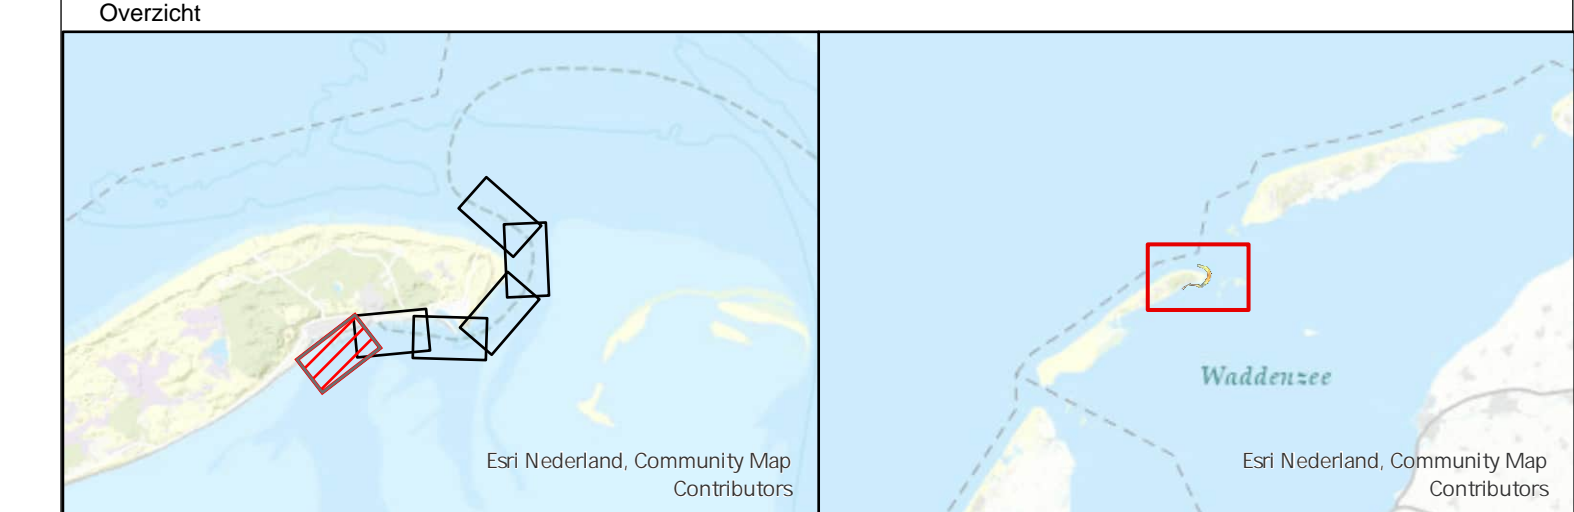 Overzicht
Esri Nederland, Community Map
Contributors
Waddenzee
Esri Nederland, Community Map
Contributors